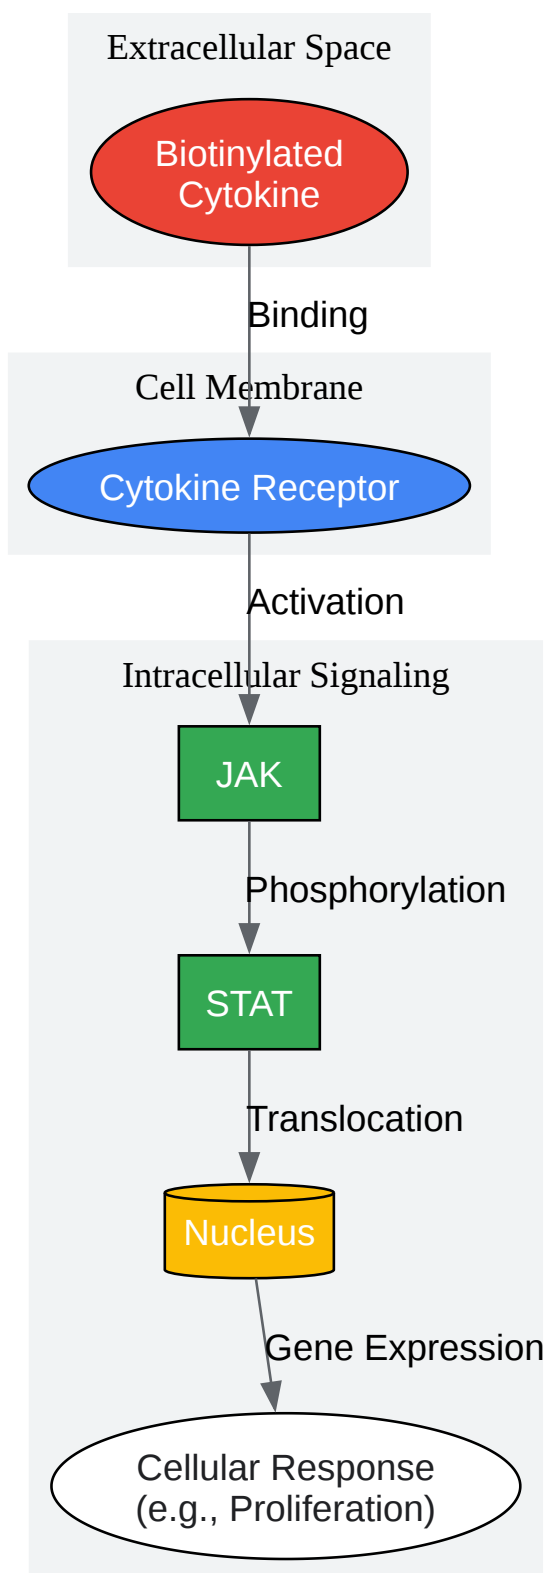 Extracellular Space
Biotinylated
Cytokine
Binding
Cell Membrane
Cytokine Receptor
Activation
Intracellular Signaling
JAK
Phosphorylation
STAT
Translocation
Nucleus
Gene Expression
Cellular Response
(e.g., Proliferation)